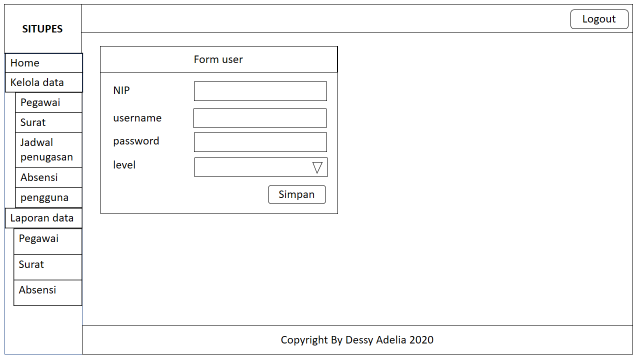 SITUPES
Logout
Home
Kelola data
Pegawai
Surat
Jadwal
penugasan
Absensi
pengguna
Laporan data
Pegawai
Surat
Absensi
Form user
NIP
username
password
level
Simpan
Copyright By Dessy Adelia 2020